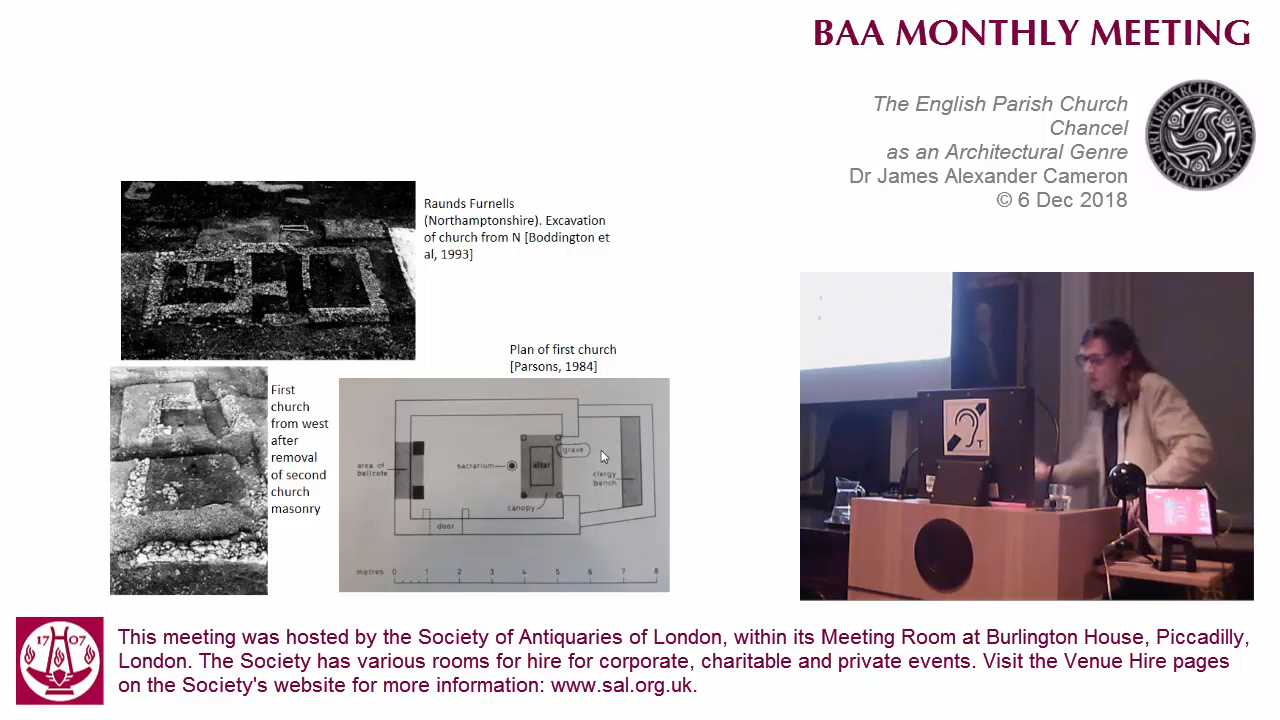 BAA MONTHLY MEETING
The English Parish Church
Chancel
as an Architectural Genre
Dr James Alexander Cameron
© 6 Dec 2018
BRITISH ARCHÆOLOGICAL ASSOCIATION
Raunds Furnells
(Northamptonshire). Excavation
of church from N [Boddington et
al, 1993]
Plan of first church
[Parsons, 1984]
First
church
from west
after
removal
of second
church
masonry
area of
bellcote
sacrarium
altar
grave
clergy
bench
canopy
door
metres 0 1 2 3 4 5 6 7 8
T
1707
This meeting was hosted by the Society of Antiquaries of London, within its Meeting Room at Burlington House, Piccadilly,
London. The Society has various rooms for hire for corporate, charitable and private events. Visit the Venue Hire pages
on the Society's website for more information: www.sal.org.uk.